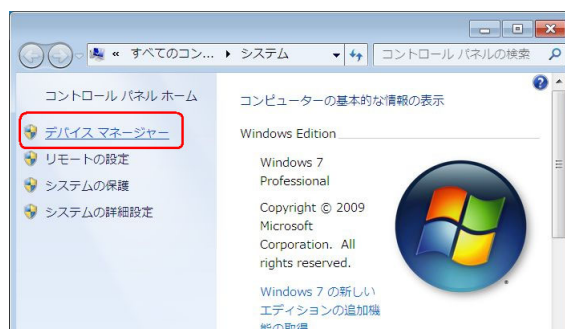 « すべてのコン... ▸ システム
コントロール パネルの検索
コントロール パネル ホーム
デバイス マネージャー
リモートの設定
システムの保護
システムの詳細設定
コンピューターの基本的な情報の表示
Windows Edition
Windows 7
Professional
Copyright © 2009
Microsoft
Corporation. All
rights reserved.
Windows 7 の新しい
エディションの追加機
能の取得